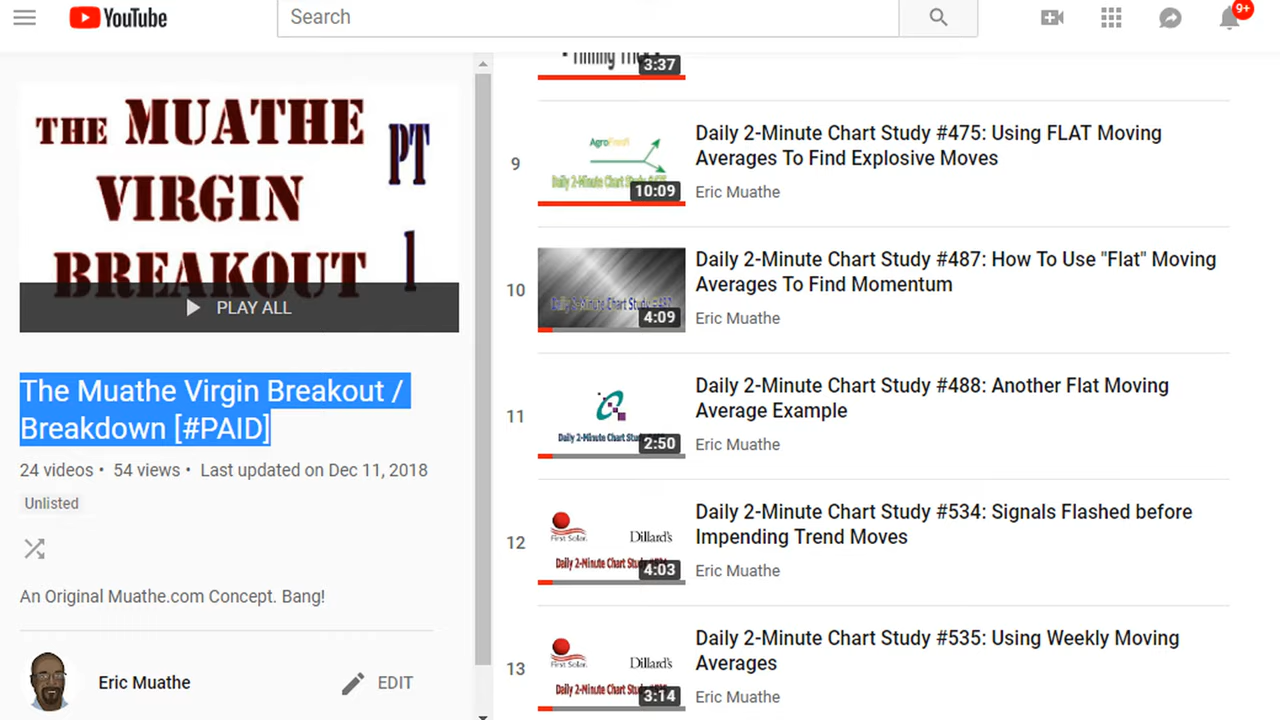 YouTube
Search
9+
THE MUATHE
PT
VIRGIN
BREAKOUT
1
PLAY ALL
The Muathe Virgin Breakout /
Breakdown [#PAID]
24 videos • 54 views • Last updated on Dec 11, 2018
Unlisted
An Original Muathe.com Concept. Bang!
Eric Muathe
EDIT
3:37
9
10:09
Daily 2-Minute Chart Study #475: Using FLAT Moving
Averages To Find Explosive Moves
Eric Muathe
10
4:09
Daily 2-Minute Chart Study #487: How To Use "Flat" Moving
Averages To Find Momentum
Eric Muathe
11
2:50
Daily 2-Minute Chart Study #488: Another Flat Moving
Average Example
Eric Muathe
12
First Solar.
Dillard's
4:03
Daily 2-Minute Chart Study #534: Signals Flashed before
Impending Trend Moves
Eric Muathe
13
First Solar.
Dillard's
3:14
Daily 2-Minute Chart Study #535: Using Weekly Moving
Averages
Eric Muathe